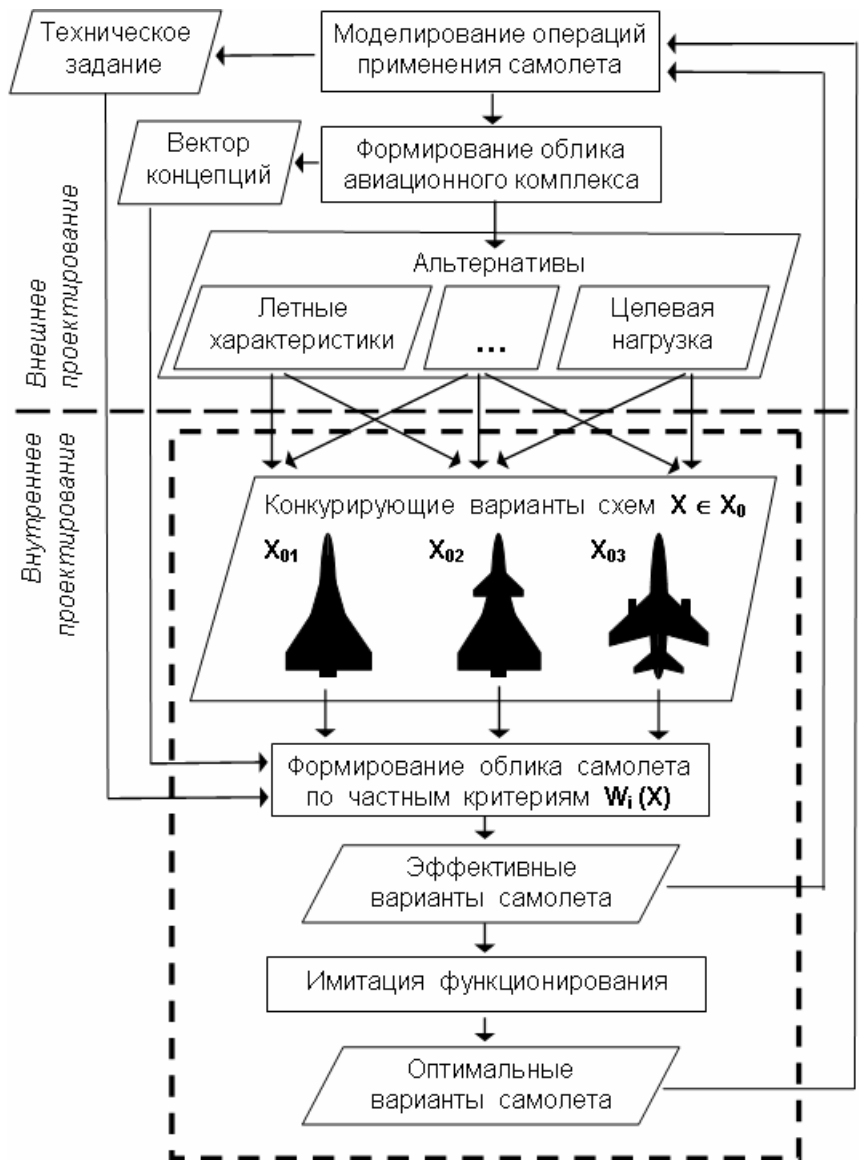 Техническое
задание
Моделирование операций
применения самолета
Вектор
концепций
Формирование облика
авиационного комплекса
Внешнее
проектирование
Альтернативы
Летные
характеристики
...
Целевая
нагрузка
Внутреннее
проектирование
Конкурирующие варианты схем X ∈ X₀
X₀₁
X₀₂
X₀₃
Формирование облика самолета
по частным критериям Wᵢ (X)
Эффективные
варианты самолета
Имитация функционирования
Оптимальные
варианты самолета